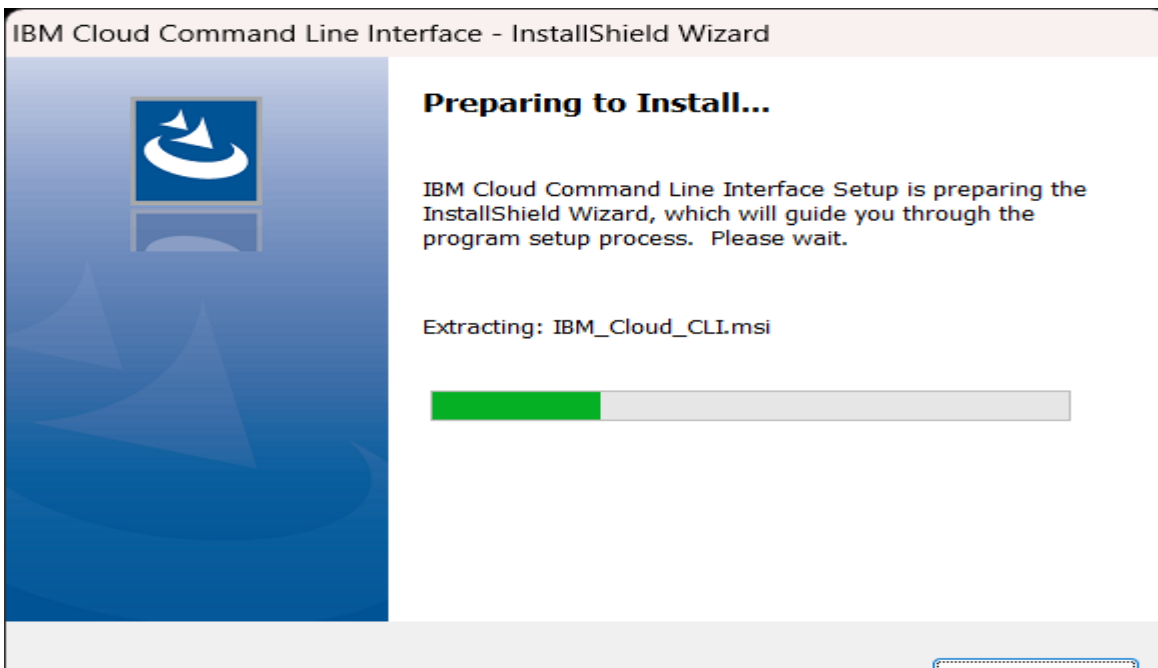 IBM Cloud Command Line Interface - InstallShield Wizard
Preparing to Install...
IBM Cloud Command Line Interface Setup is preparing the
InstallShield Wizard, which will guide you through the
program setup process.  Please wait.
Extracting: IBM_Cloud_CLI.msi